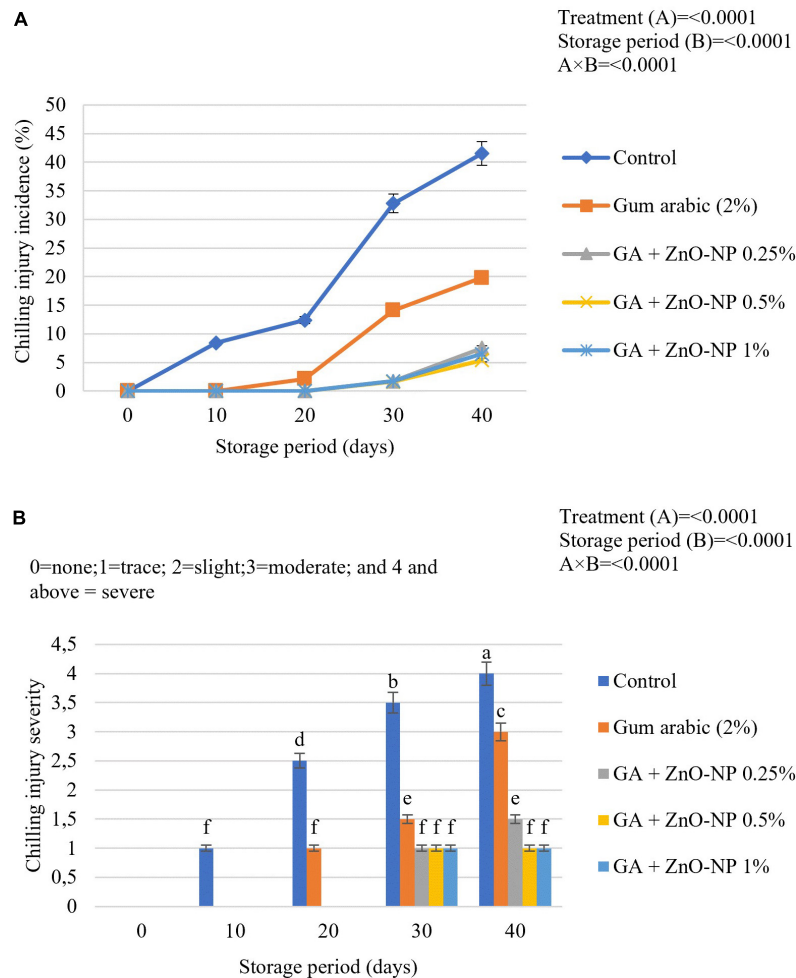 A
Treatment (A)=<0.0001
Storage period (B)=<0.0001
A×B=<0.0001
Chilling injury incidence (%)
50
45
40
35
30
25
20
15
10
5
0
0 10 20 30 40
Storage period (days)
Control
Gum arabic (2%)
GA + ZnO-NP 0.25%
GA + ZnO-NP 0.5%
GA + ZnO-NP 1%
B
Treatment (A)=<0.0001
Storage period (B)=<0.0001
A×B=<0.0001
0=none;1=trace; 2=slight;3=moderate; and 4 and
above = severe
Chilling injury severity
4,5
4
3,5
3
2,5
2
1,5
1
0,5
0
f
d f
b e f f f
a c e f f
0 10 20 30 40
Storage period (days)
Control
Gum arabic (2%)
GA + ZnO-NP 0.25%
GA + ZnO-NP 0.5%
GA + ZnO-NP 1%